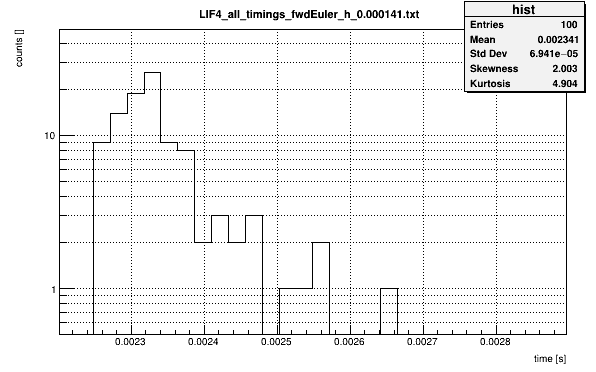 LIF4_all_timings_fwdEuler_h_0.000141.txt
hist
Entries 100
Mean 0.002341
Std Dev 6.941e−05
Skewness 2.003
Kurtosis 4.904
counts []
10
1
0.0023 0.0024 0.0025 0.0026 0.0027 0.0028
time [s]